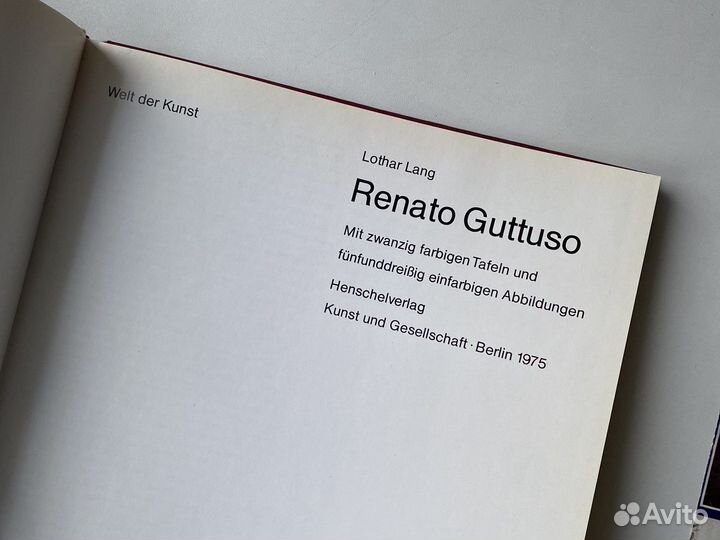 Welt der Kunst
Lothar Lang
Renato Guttuso
Mit zwanzig farbigen Tafeln und
fünfunddreißig einfarbigen Abbildungen
Henschelverlag
Kunst und Gesellschaft · Berlin 1975
Avito